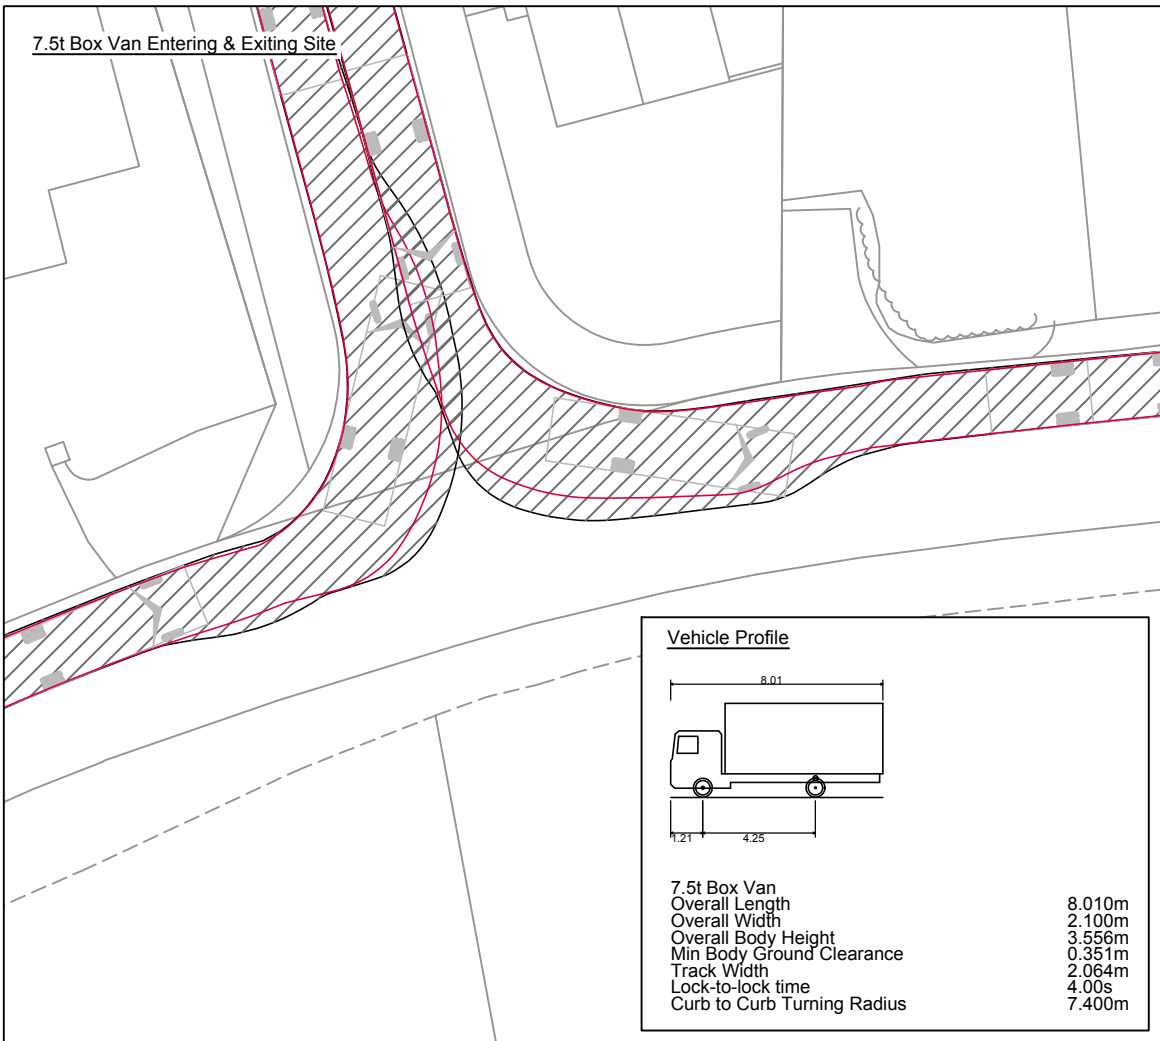 7.5t Box Van Entering & Exiting Site
Vehicle Profile
8.01
1.21 4.25
7.5t Box Van
Overall Length 8.010m
Overall Width 2.100m
Overall Body Height 3.556m
Min Body Ground Clearance 0.351m
Track Width 2.064m
Lock-to-lock time 4.00s
Curb to Curb Turning Radius 7.400m